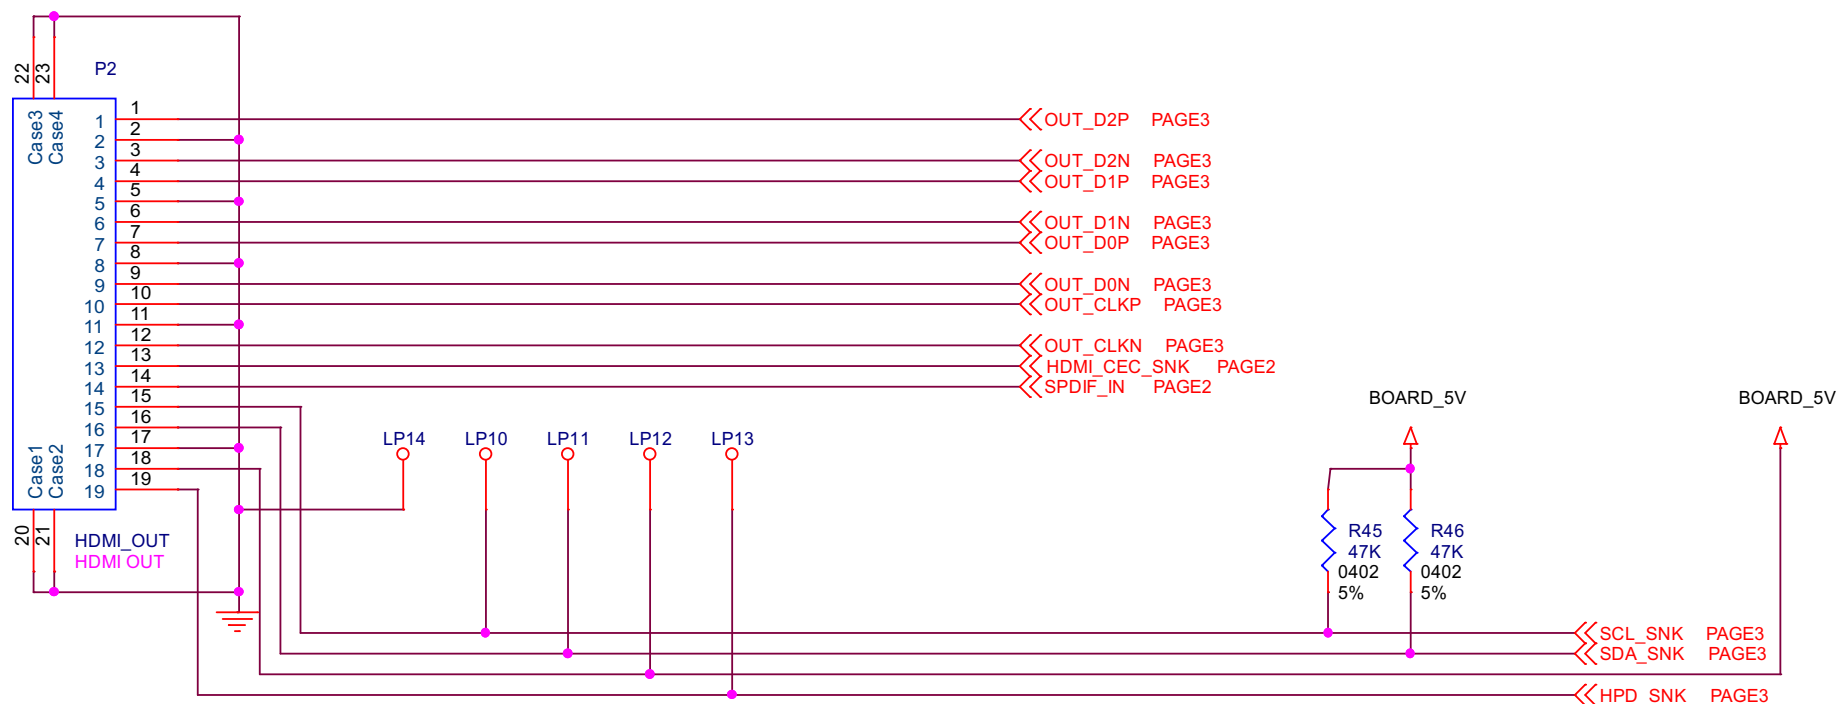 22
23
P2
Case3
Case4
1 1
2 2
3 3
4 4
5 5
6 6
7 7
8 8
9 9
10 10
11 11
12 12
13 13
14 14
15 15
16 16
17 17
18 18
19 19
Case1
Case2
20
21
HDMI_OUT
HDMI OUT
OUT_D2P PAGE3
OUT_D2N PAGE3
OUT_D1P PAGE3
OUT_D1N PAGE3
OUT_D0P PAGE3
OUT_D0N PAGE3
OUT_CLKP PAGE3
OUT_CLKN PAGE3
HDMI_CEC_SNK PAGE2
SPDIF_IN PAGE2
LP14 LP10 LP11 LP12 LP13
BOARD_5V
BOARD_5V
R45
47K
0402
5%
R46
47K
0402
5%
SCL_SNK PAGE3
SDA_SNK PAGE3
HPD SNK PAGE3